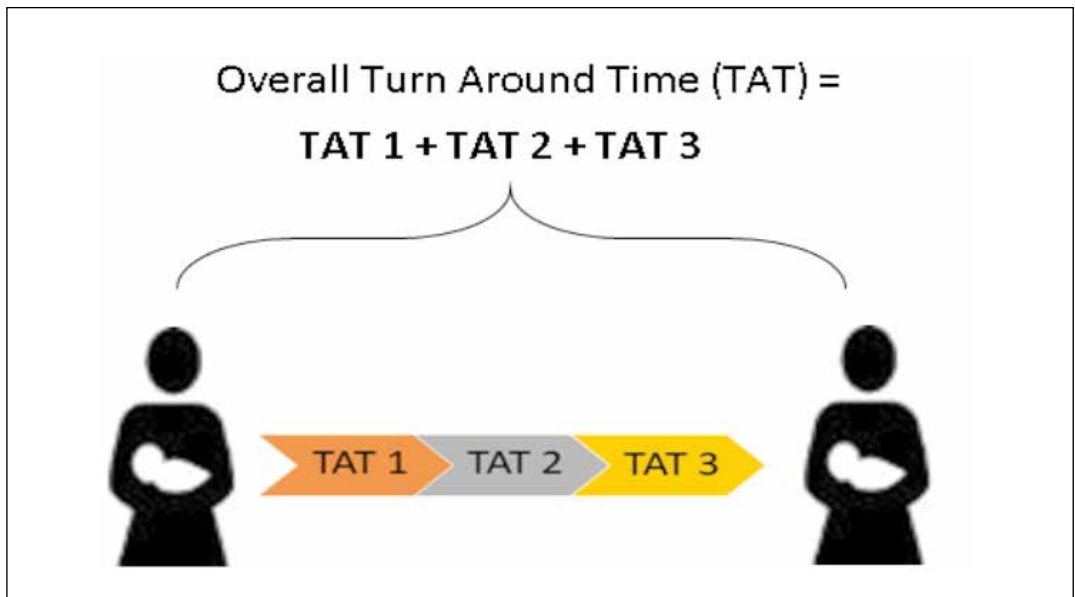 Overall Turn Around Time (TAT) =
TAT 1 + TAT 2 + TAT 3
TAT 1 TAT 2 TAT 3